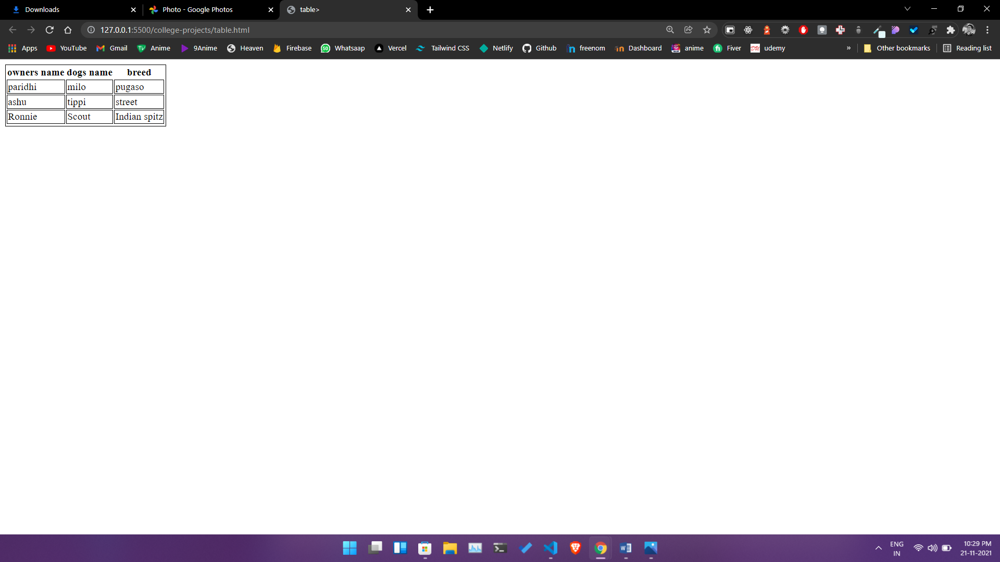 Downloads Photo - Google Photos table>
127.0.0.1:5500/college-projects/table.html
Apps YouTube Gmail Anime 9Anime Heaven Firebase Whatsaap Vercel Tailwind CSS Netlify Github freenom Dashboard anime Fiver udemy » Other bookmarks Reading list
owners name dogs name breed
paridhi milo pugaso
ashu tippi street
Ronnie Scout Indian spitz
ENG 10:29 PM
IN 21-11-2021